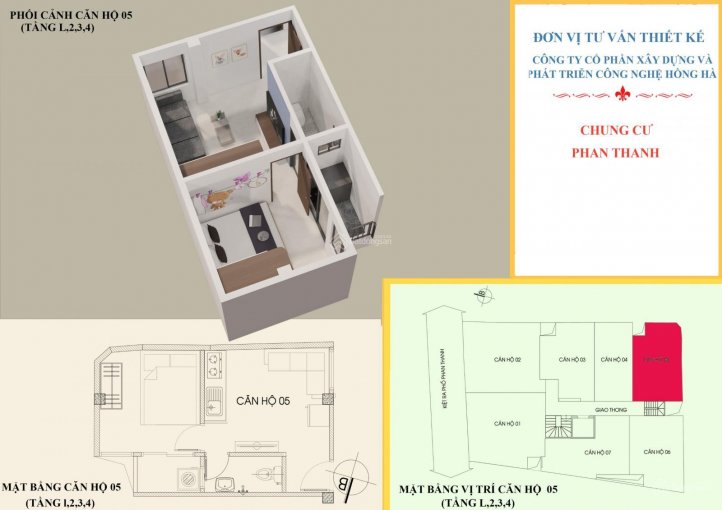 PHỐI CẢNH CĂN HỘ 05
(TẦNG L,2,3,4)
ĐƠN VỊ TƯ VẤN THIẾT KẾ
CÔNG TY CỔ PHẦN XÂY DỰNG VÀ
PHÁT TRIỂN CÔNG NGHỆ HỒNG HÀ
CHUNG CƯ
PHAN THANH
CĂN HỘ 05
B
MẶT BẰNG CĂN HỘ 05
(TẦNG l,2,3,4)
B
KIỆT 8A PHỐ PHAN THANH
CĂN HỘ 02
CĂN HỘ 03
CĂN HỘ 04
CĂN HỘ 05
GIAO THÔNG
CĂN HỘ 01
CĂN HỘ 07
CĂN HỘ 06
MẶT BẰNG VỊ TRÍ CĂN HỘ 05
(TẦNG L,2,3,4)